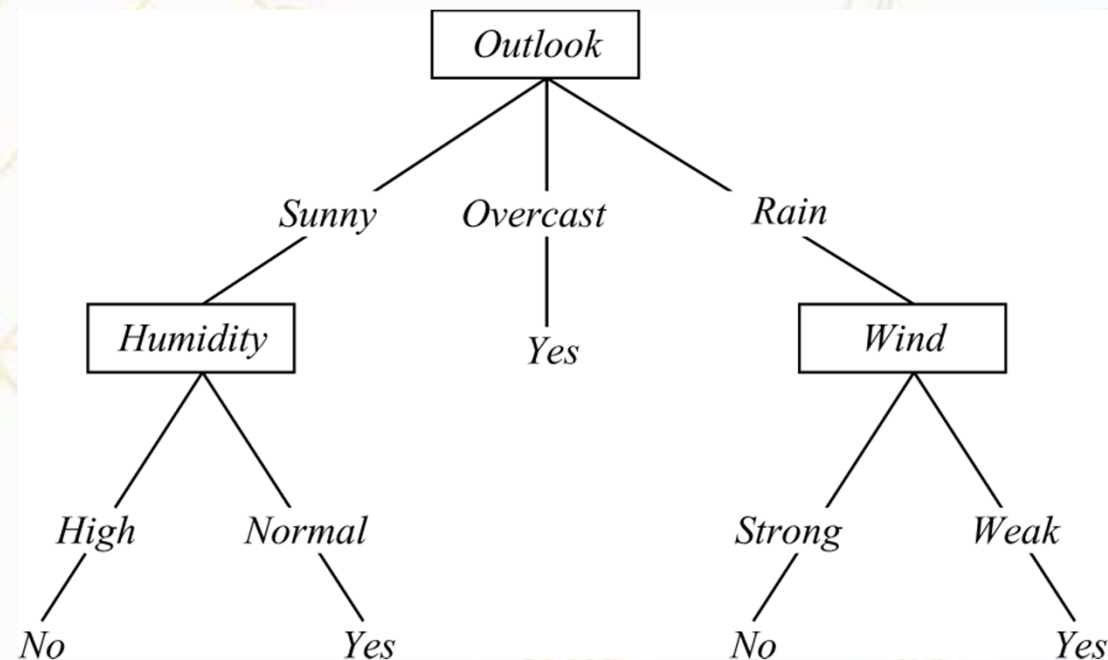 Outlook
Sunny Overcast Rain
Humidity Yes Wind
High Normal Strong Weak
No Yes No Yes